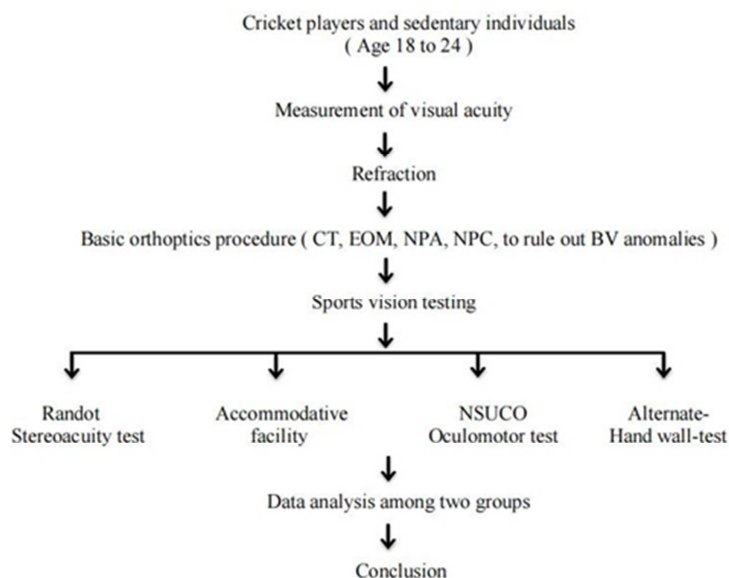 Cricket players and sedentary individuals
( Age 18 to 24 )
Measurement of visual acuity
Refraction
Basic orthoptics procedure ( CT, EOM, NPA, NPC, to rule out BV anomalies )
Sports vision testing
Randot
Stereoacuity test
Accommodative
facility
NSUCO
Oculomotor test
Alternate-
Hand wall-test
Data analysis among two groups
Conclusion